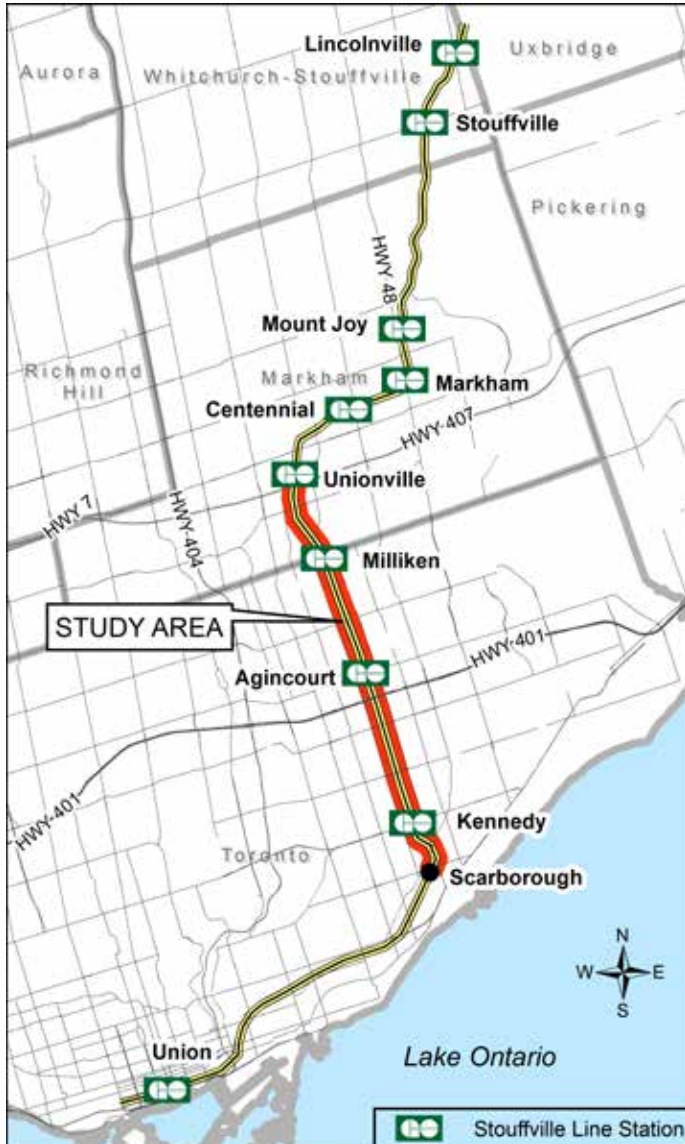 Lincolnville
Uxbridge
Aurora
Whitchurch-Stouffville
Stouffville
Pickering
HWY 48
Mount Joy
Richmond
Hill
Markham
Markham
Centennial
HWY-407
Unionville
HWY 7
HWY-404
Milliken
STUDY AREA
HWY-401
Agincourt
HWY-401
Kennedy
Toronto
Scarborough
N
W
E
S
Union
Lake Ontario
Stouffville Line Station